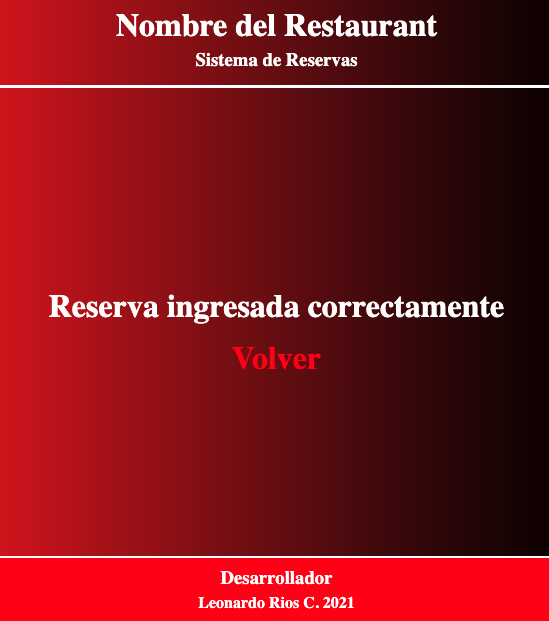 Nombre del Restaurant
Sistema de Reservas
Reserva ingresada correctamente
Volver
Desarrollador
Leonardo Rios C. 2021